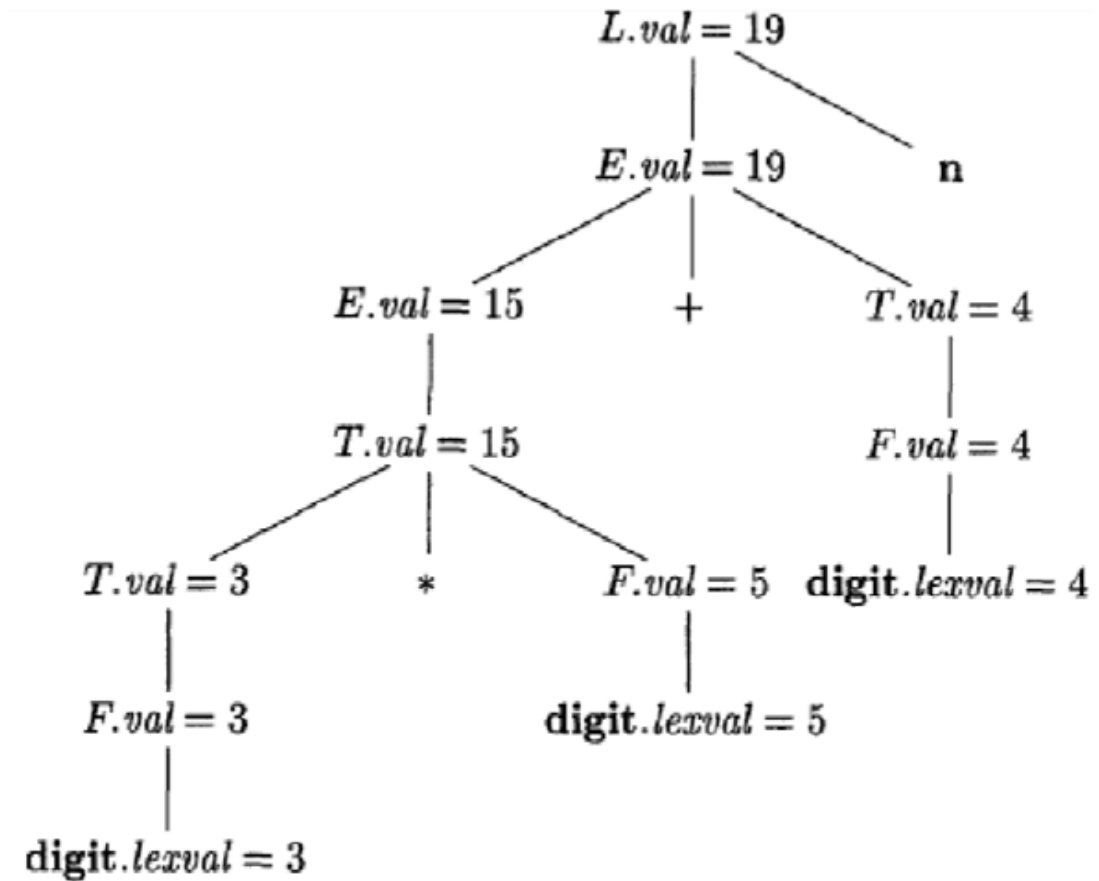 L.val = 19
E.val = 19 n
E.val = 15 + T.val = 4
T.val = 15 F.val = 4
T.val = 3 * F.val = 5 digit.lexval = 4
F.val = 3 digit.lexval = 5
digit.lexval = 3